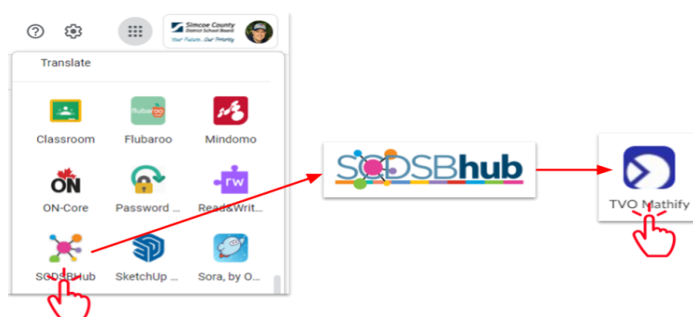 Simcoe County
District School Board
Your Future. Our Priority
Translate
Classroom
Flubaroo
Mindomo
flubaroo
ON
rw
ON-Core
Password ...
Read&Writ...
SCDSBHub
SketchUp ...
Sora, by O...
SCDSBhub
TVO Mathify